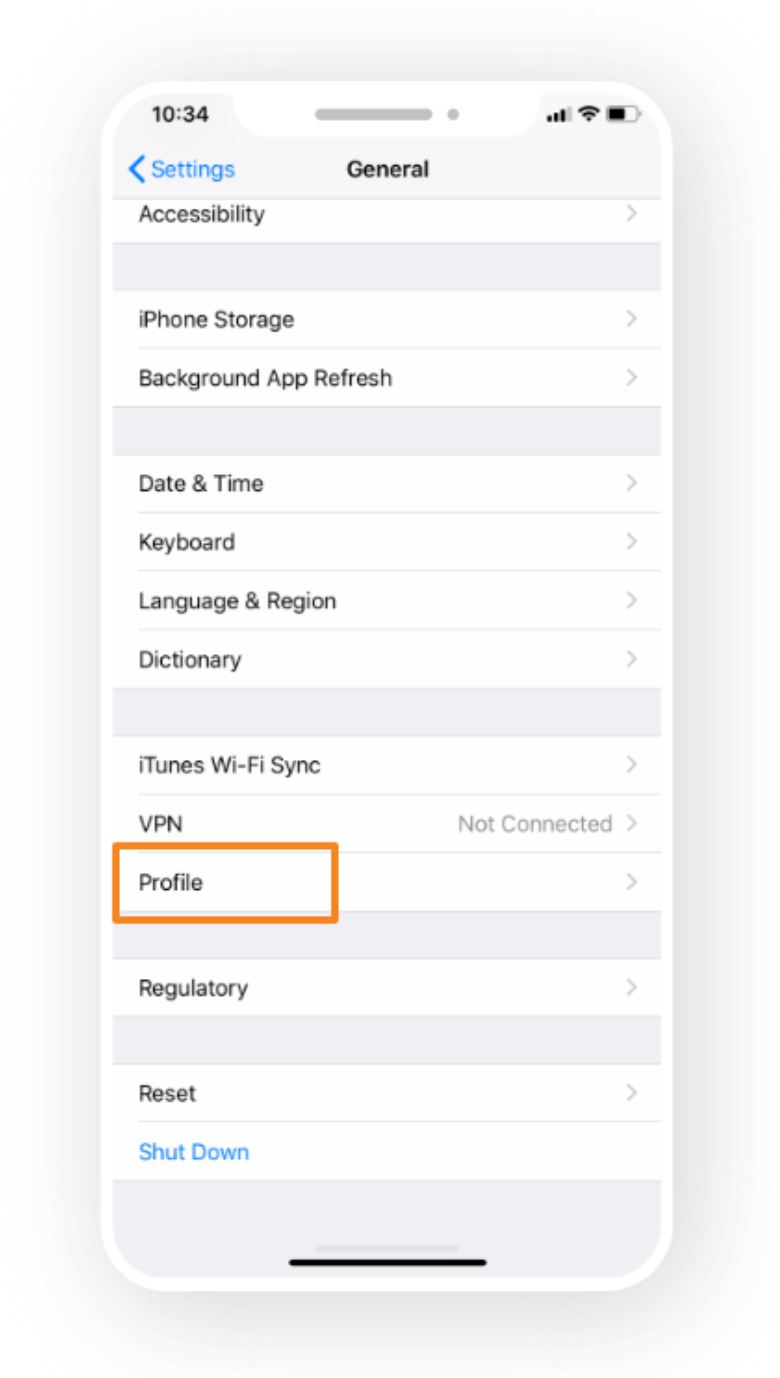 10:34
Settings
General
Accessibility
iPhone Storage
Background App Refresh
Date & Time
Keyboard
Language & Region
Dictionary
iTunes Wi-Fi Sync
VPN Not Connected
Profile
Regulatory
Reset
Shut Down